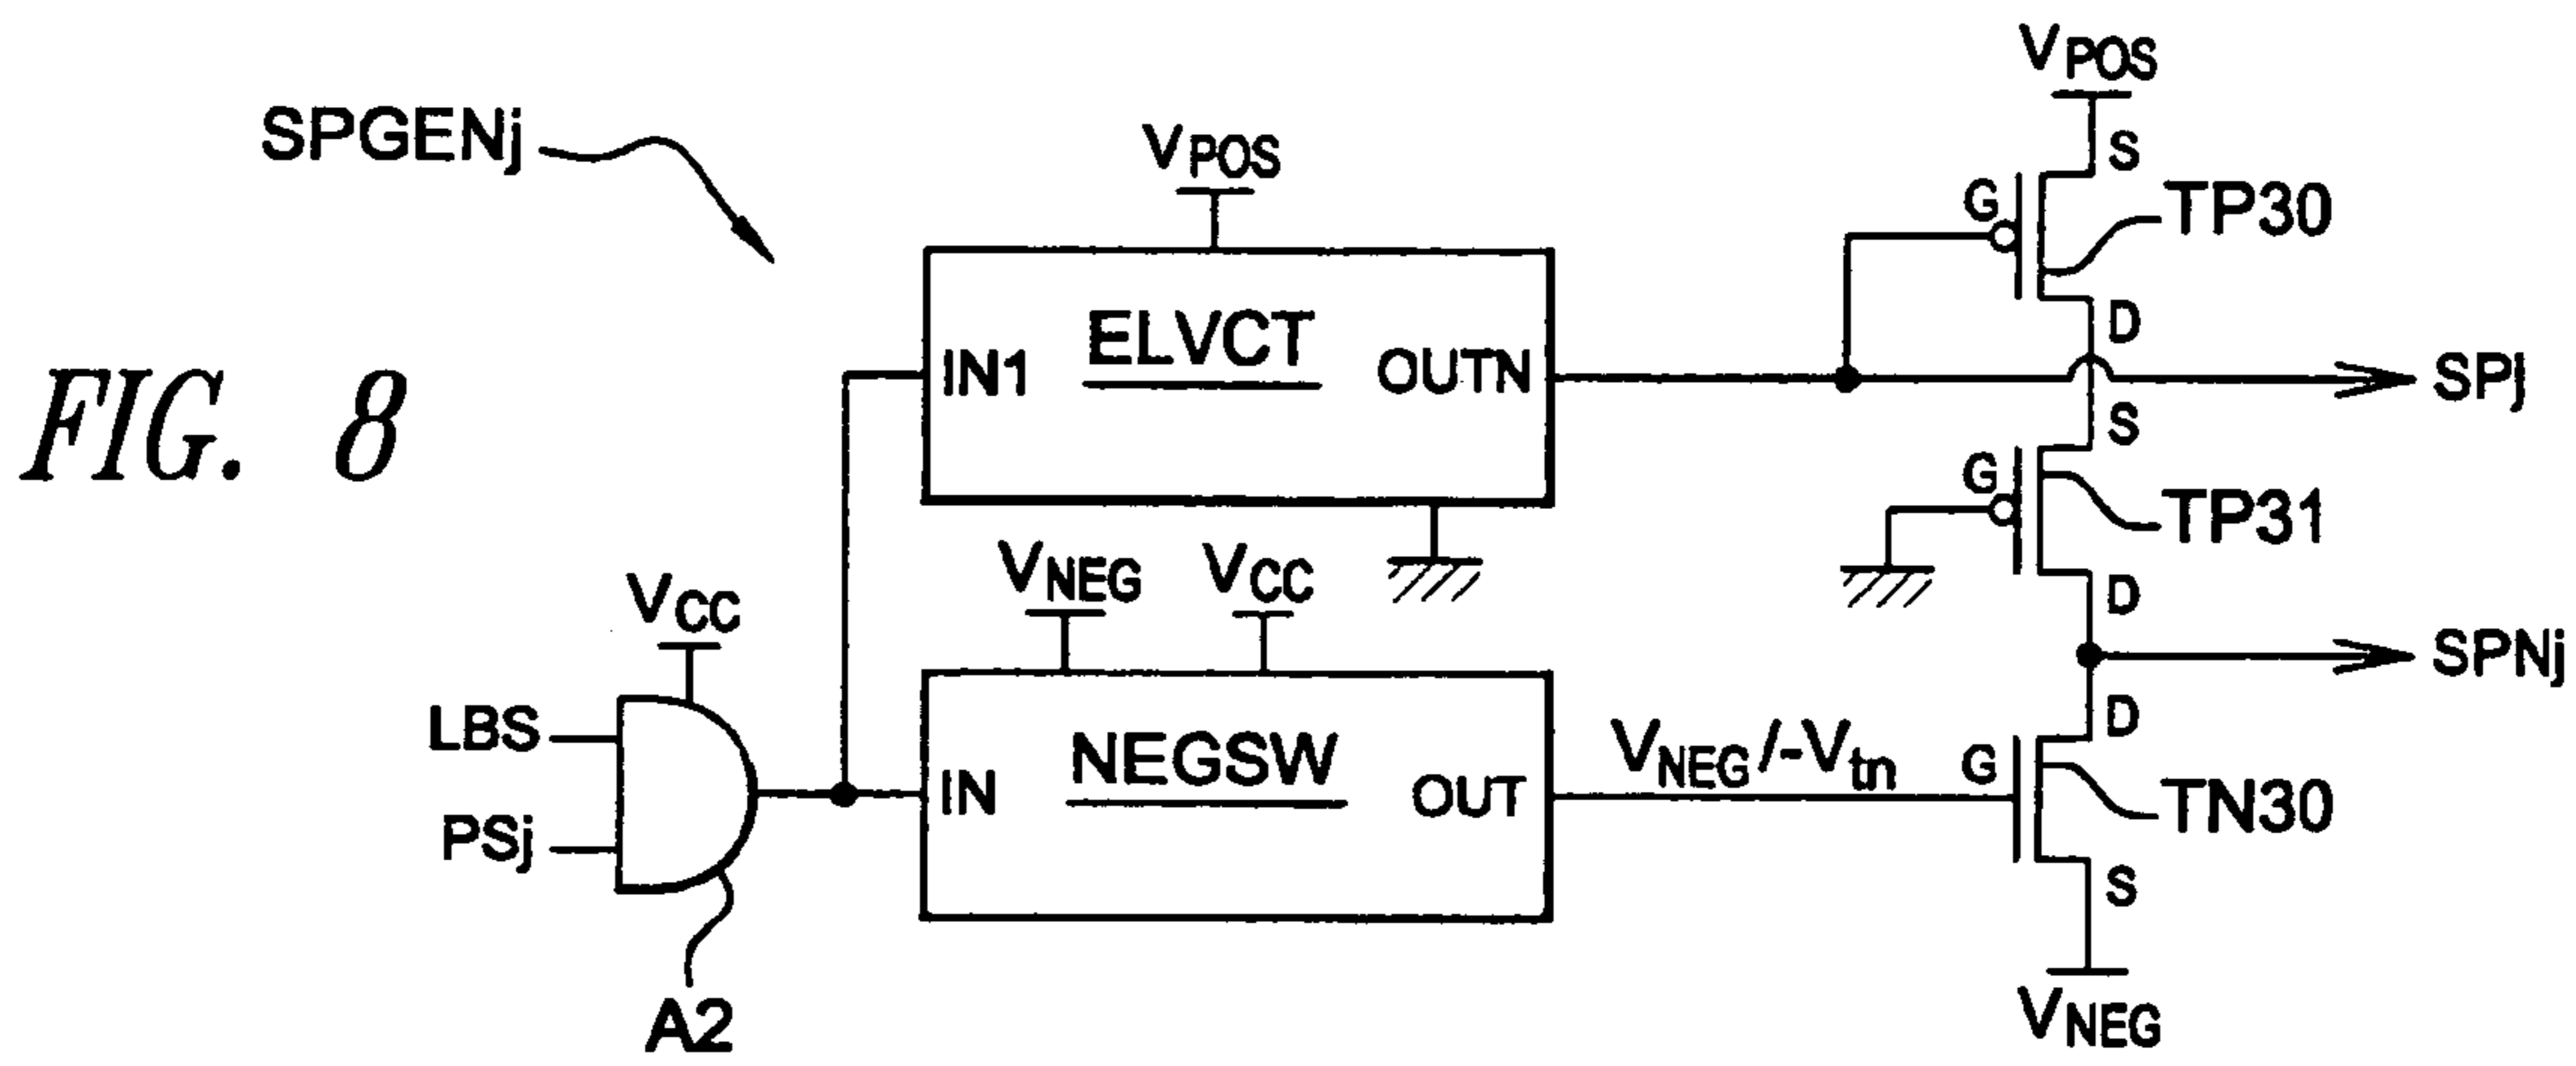 FIG. 8
SPGENj
VPOS
IN1
ELVCT
OUTN
VPOS
S
G
TP30
D
SPj
S
G
TP31
D
SPNj
VCC
LBS
PSj
A2
VNEG
VCC
IN
NEGSW
OUT
VNEG/-Vtn
D
G
TN30
S
VNEG